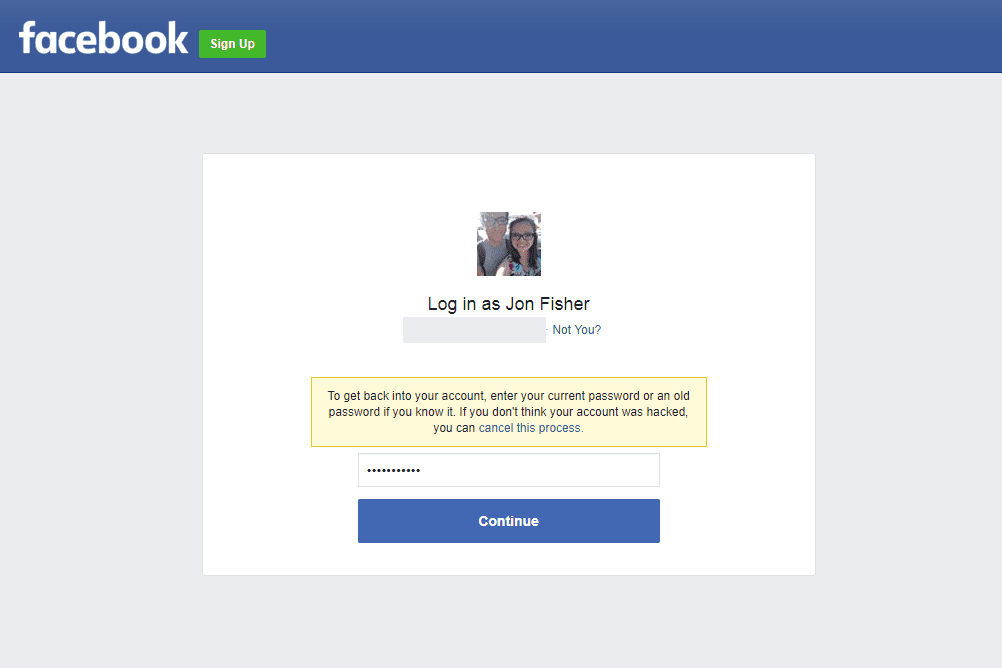 facebook Sign Up
Log in as Jon Fisher
· Not You?
To get back into your account, enter your current password or an old
password if you know it. If you don't think your account was hacked,
you can cancel this process.
•••••••••••
Continue